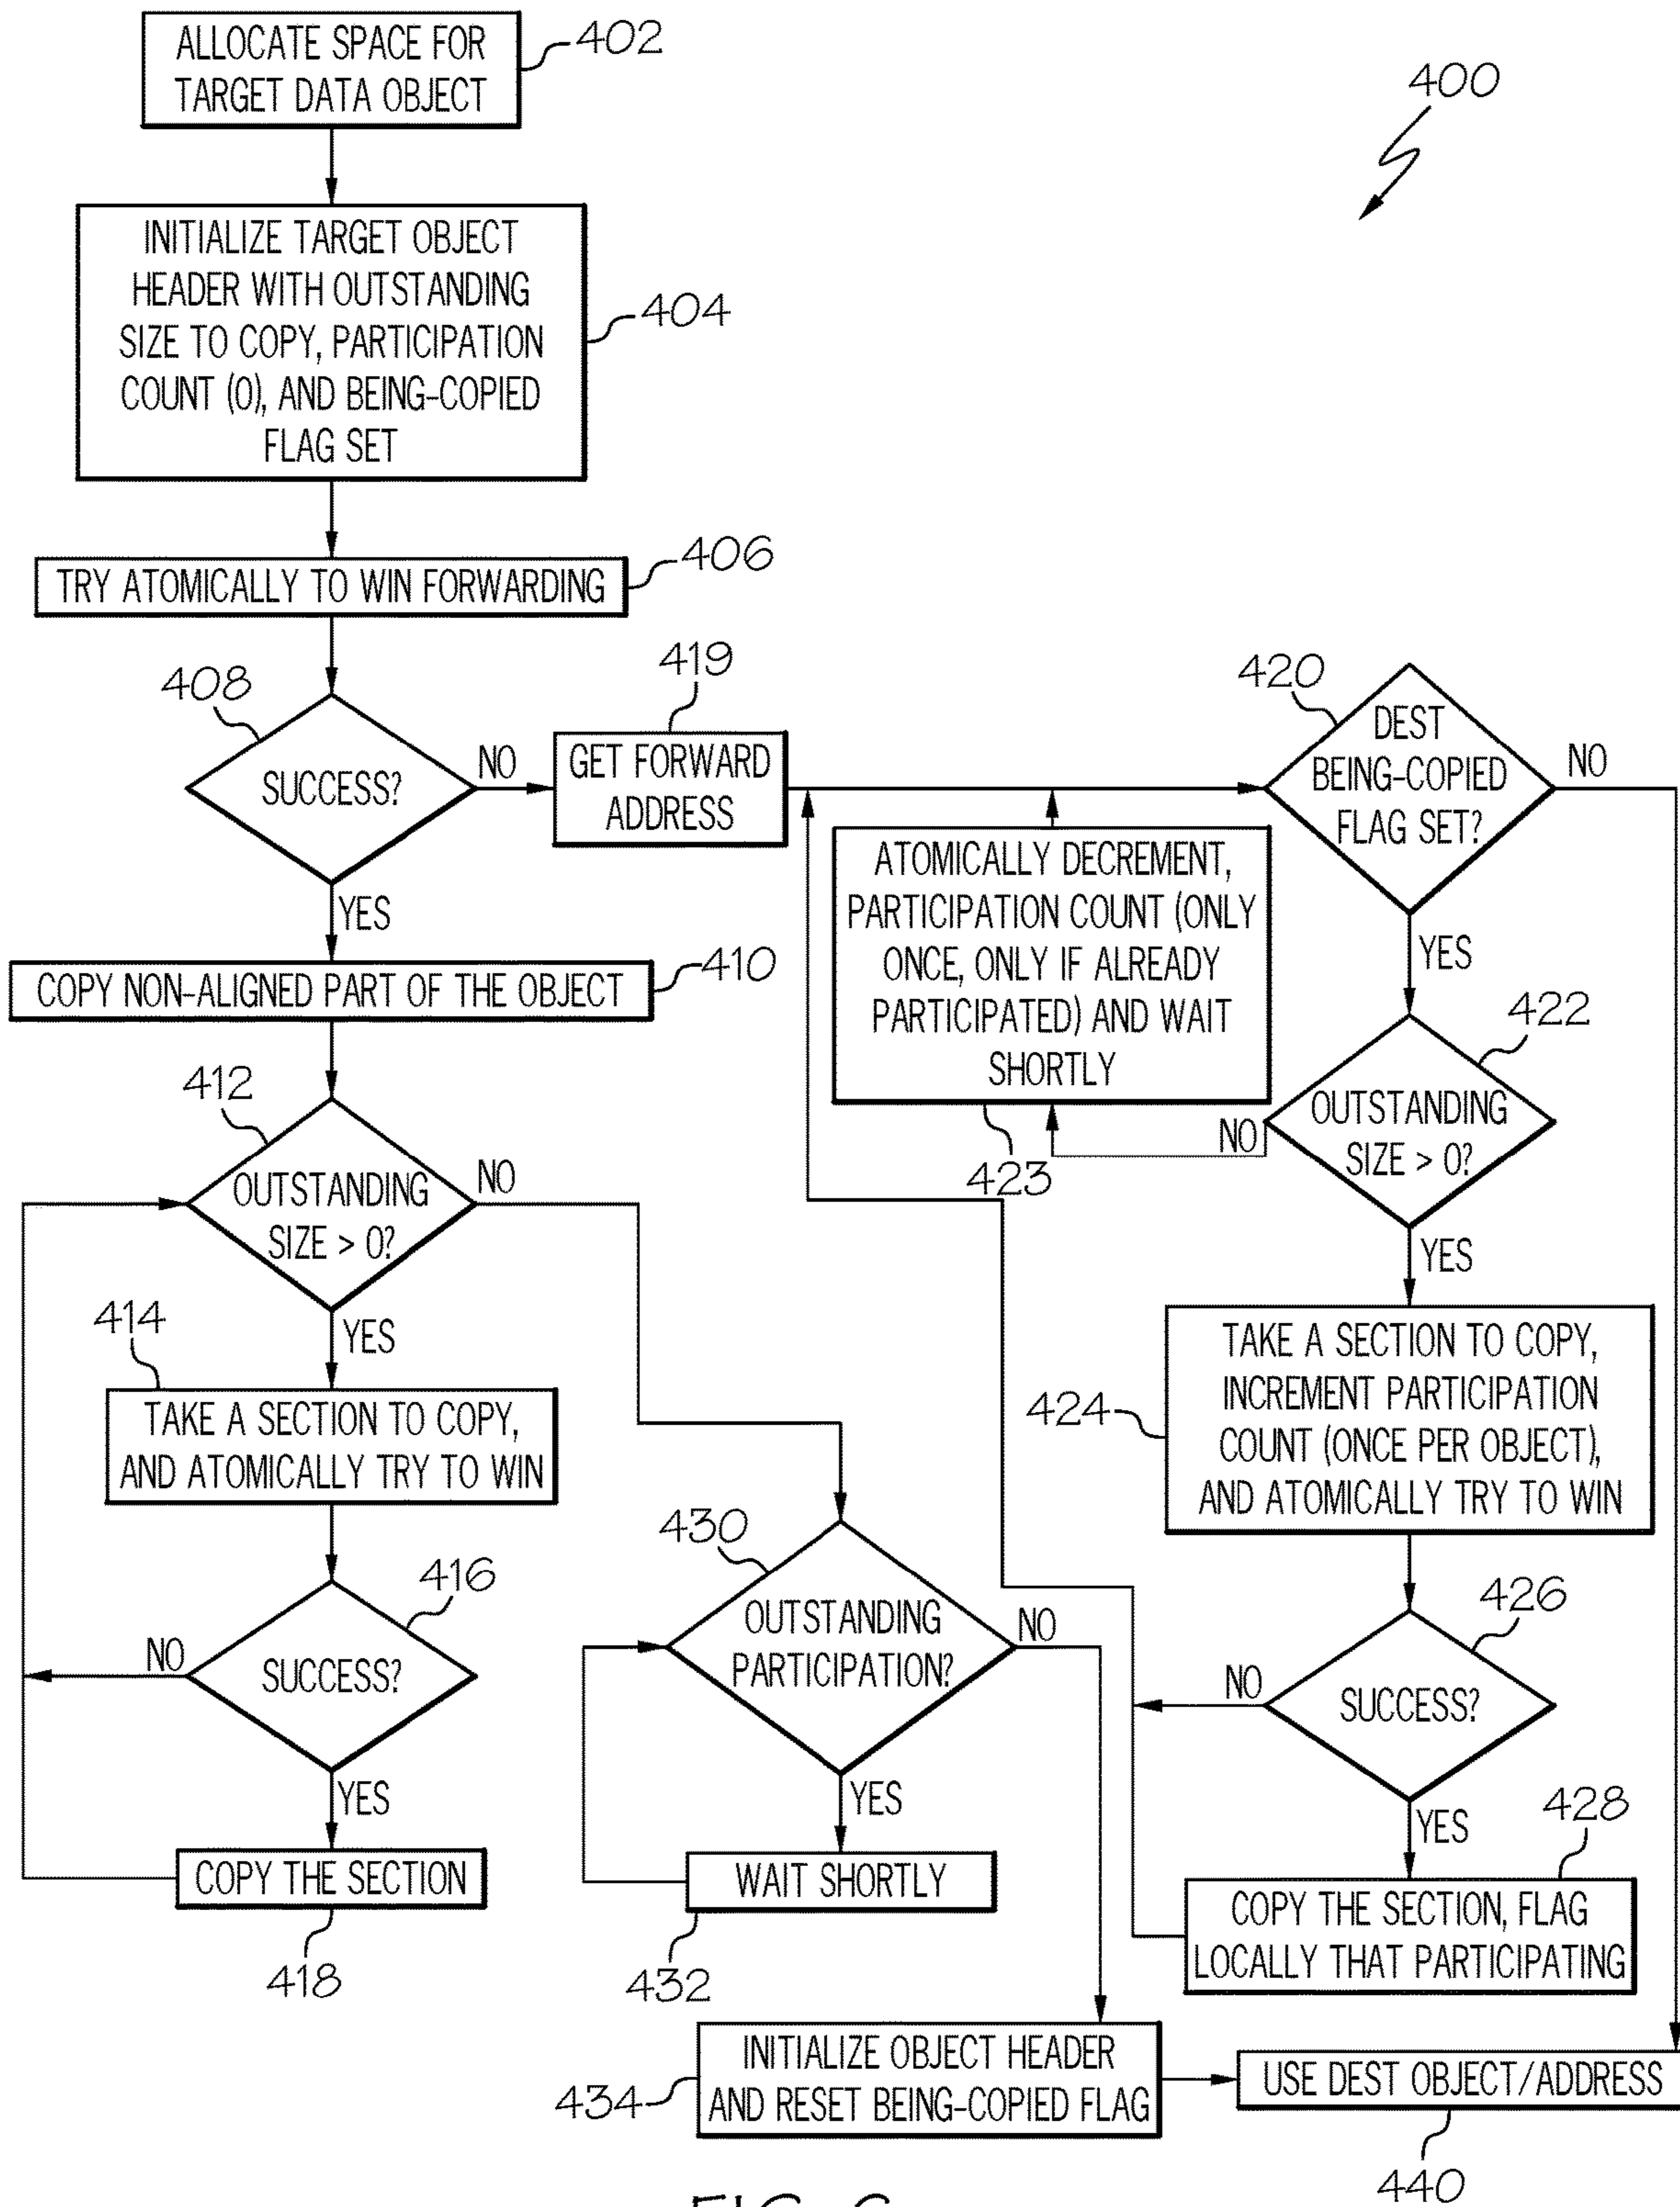 ALLOCATE SPACE FOR
TARGET DATA OBJECT
402
400
INITIALIZE TARGET OBJECT
HEADER WITH OUTSTANDING
SIZE TO COPY, PARTICIPATION
COUNT (0), AND BEING-COPIED
FLAG SET
404
TRY ATOMICALLY TO WIN FORWARDING
406
408
SUCCESS?
NO
YES
419
GET FORWARD
ADDRESS
420
DEST
BEING-COPIED
FLAG SET?
NO
YES
ATOMICALLY DECREMENT,
PARTICIPATION COUNT (ONLY
ONCE, ONLY IF ALREADY
PARTICIPATED) AND WAIT
SHORTLY
423
COPY NON-ALIGNED PART OF THE OBJECT
410
412
OUTSTANDING
SIZE > 0?
NO
YES
422
OUTSTANDING
SIZE > 0?
NO
YES
414
TAKE A SECTION TO COPY,
AND ATOMICALLY TRY TO WIN
424
TAKE A SECTION TO COPY,
INCREMENT PARTICIPATION
COUNT (ONCE PER OBJECT),
AND ATOMICALLY TRY TO WIN
416
SUCCESS?
NO
YES
430
OUTSTANDING
PARTICIPATION?
NO
YES
426
SUCCESS?
NO
YES
COPY THE SECTION
418
WAIT SHORTLY
432
428
COPY THE SECTION, FLAG
LOCALLY THAT PARTICIPATING
INITIALIZE OBJECT HEADER
AND RESET BEING-COPIED FLAG
434
USE DEST OBJECT/ADDRESS
440